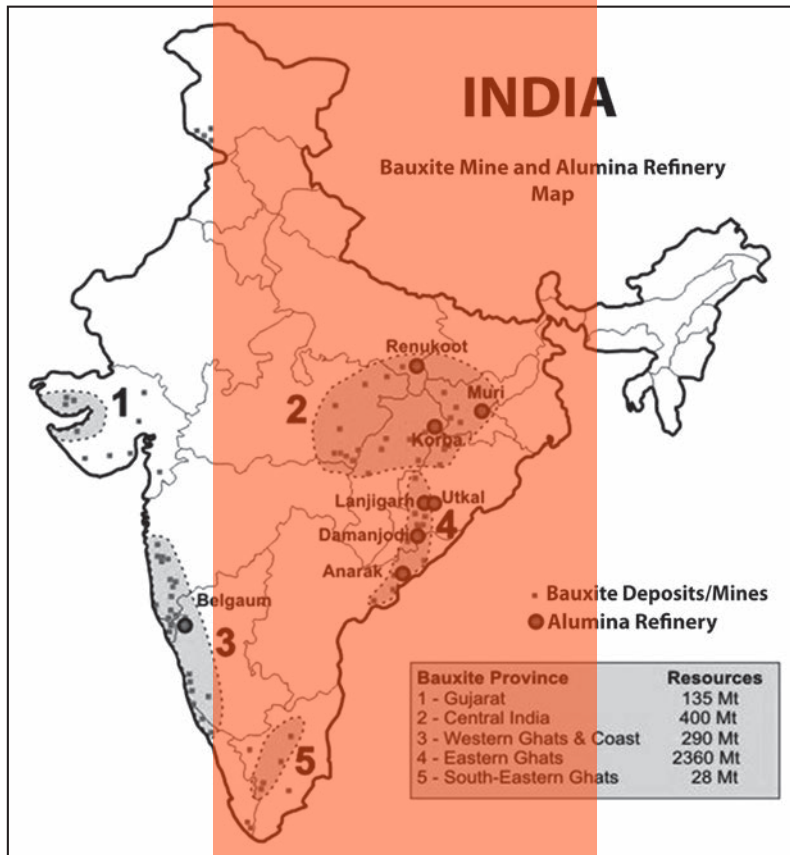 INDIA
Bauxite Mine and Alumina Refinery
Map
Renukoot
1
Muri
2
Korba
Lanjigarh
Utkal
4
Damanjodi
Anarak
Bauxite Deposits/Mines
Belgaum
Alumina Refinery
3
Bauxite Province Resources
1 - Gujarat 135 Mt
2 - Central India 400 Mt
3 - Western Ghats & Coast 290 Mt
4 - Eastern Ghats 2360 Mt
5 - South-Eastern Ghats 28 Mt
5